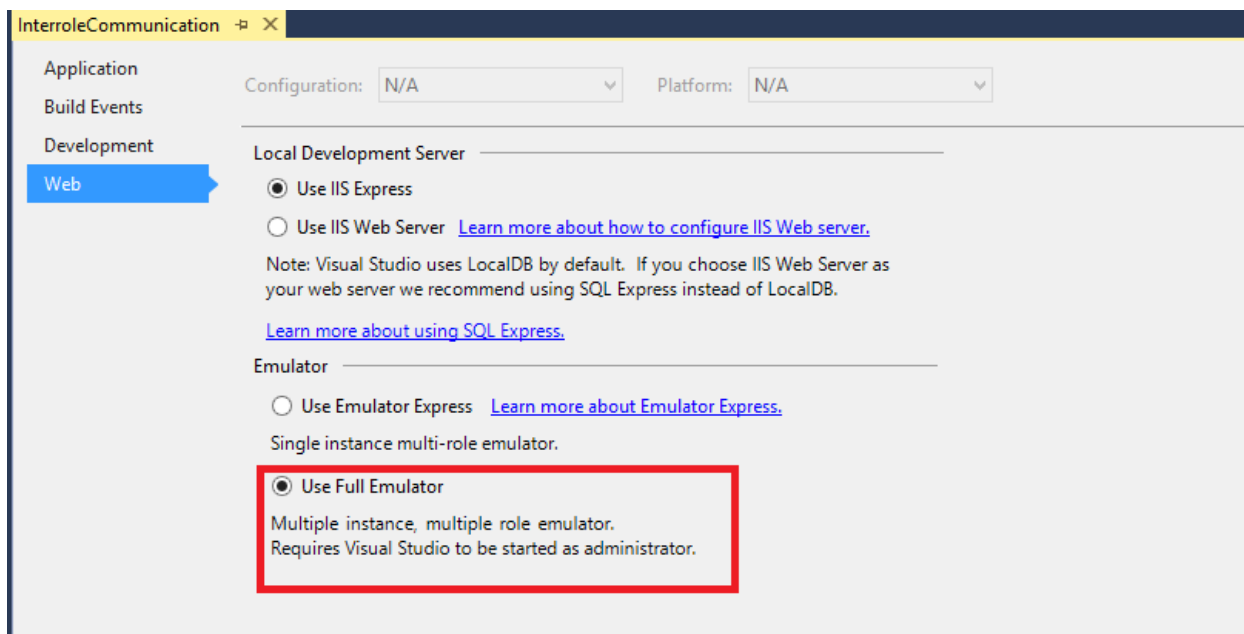 InterroleCommunication
Application
Build Events
Development
Web
Configuration: N/A Platform: N/A
Local Development Server
Use IIS Express
Use IIS Web Server Learn more about how to configure IIS Web server.
Note: Visual Studio uses LocalDB by default. If you choose IIS Web Server as
your web server we recommend using SQL Express instead of LocalDB.
Learn more about using SQL Express.
Emulator
Use Emulator Express Learn more about Emulator Express.
Single instance multi-role emulator.
Use Full Emulator
Multiple instance, multiple role emulator.
Requires Visual Studio to be started as administrator.